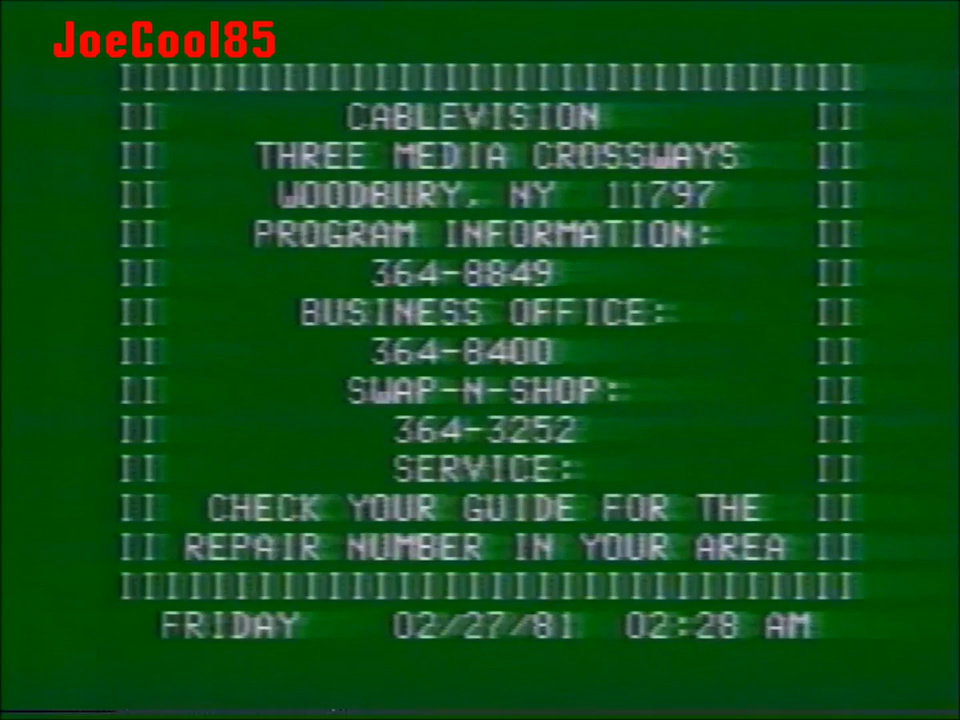 JoeCool85
IIIIIIIIIIIIIIIIIIIIIIIIIIIIIIII
II CABLEVISION II
II THREE MEDIA CROSSWAYS II
II WOODBURY, NY 11797 II
II PROGRAM INFORMATION: II
II 364-8849 II
II BUSINESS OFFICE: II
II 364-8400 II
II SWAP-N-SHOP: II
II 364-3252 II
II SERVICE: II
II CHECK YOUR GUIDE FOR THE II
II REPAIR NUMBER IN YOUR AREA II
IIIIIIIIIIIIIIIIIIIIIIIIIIIIIIII
FRIDAY 02/27/81 02:28 AM